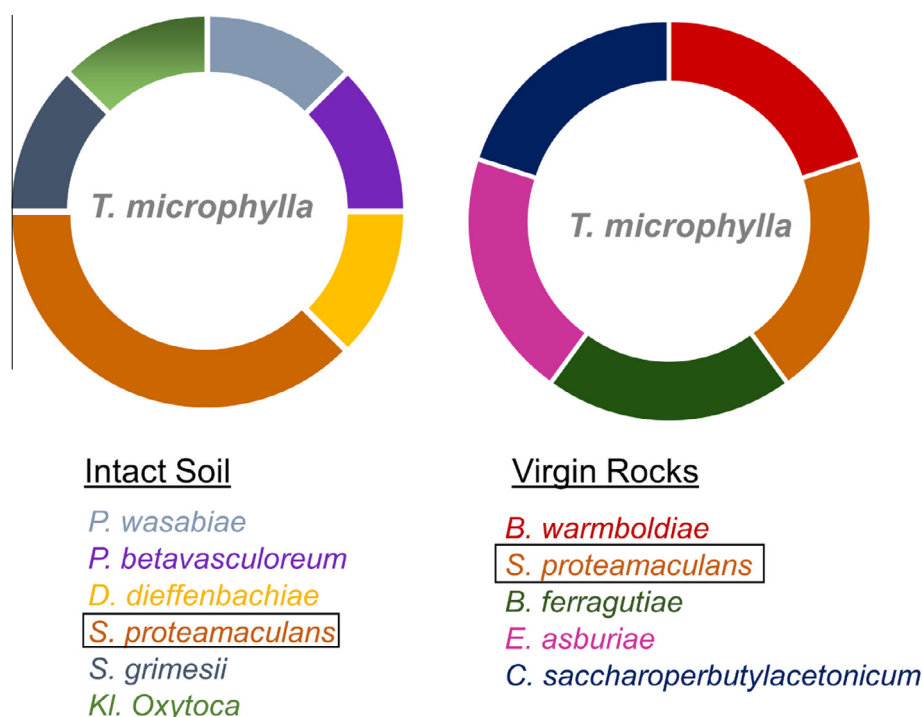 T. microphylla
T. microphylla
Intact Soil
P. wasabiae
P. betavasculoreum
D. dieffenbachiae
S. proteamaculans
S. grimesii
Kl. Oxytoca
Virgin Rocks
B. warmboldiae
S. proteamaculans
B. ferragutiae
E. asburiae
C. saccharoperbutylacetonicum